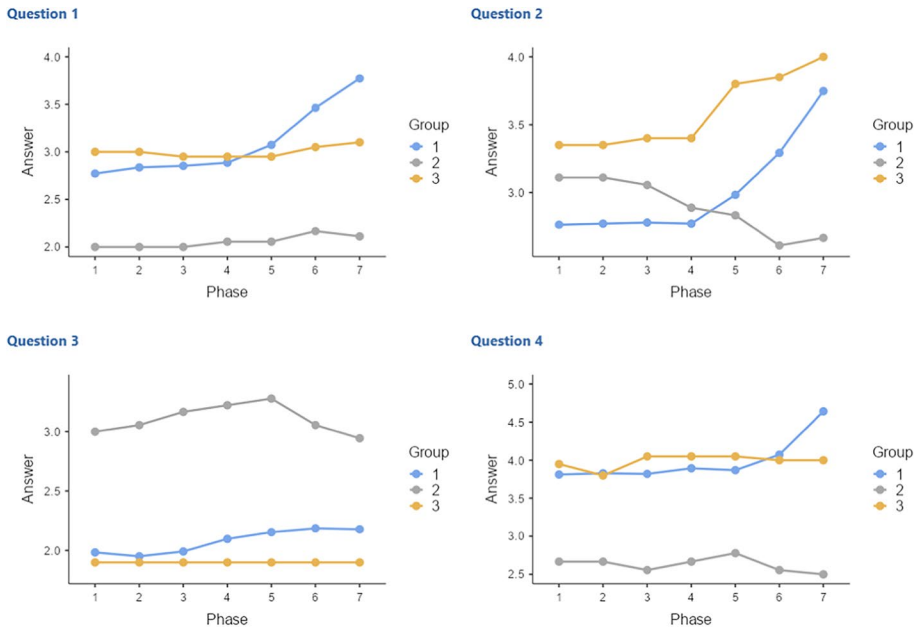 Question 1
4.0
3.5
3.0
2.5
2.0
Answer
1 2 3 4 5 6 7
Phase
Group
1
2
3
Question 2
4.0
3.5
3.0
Answer
1 2 3 4 5 6 7
Phase
Group
1
2
3
Question 3
3.0
2.5
2.0
Answer
1 2 3 4 5 6 7
Phase
Group
1
2
3
Question 4
5.0
4.5
4.0
3.5
3.0
2.5
Answer
1 2 3 4 5 6 7
Phase
Group
1
2
3